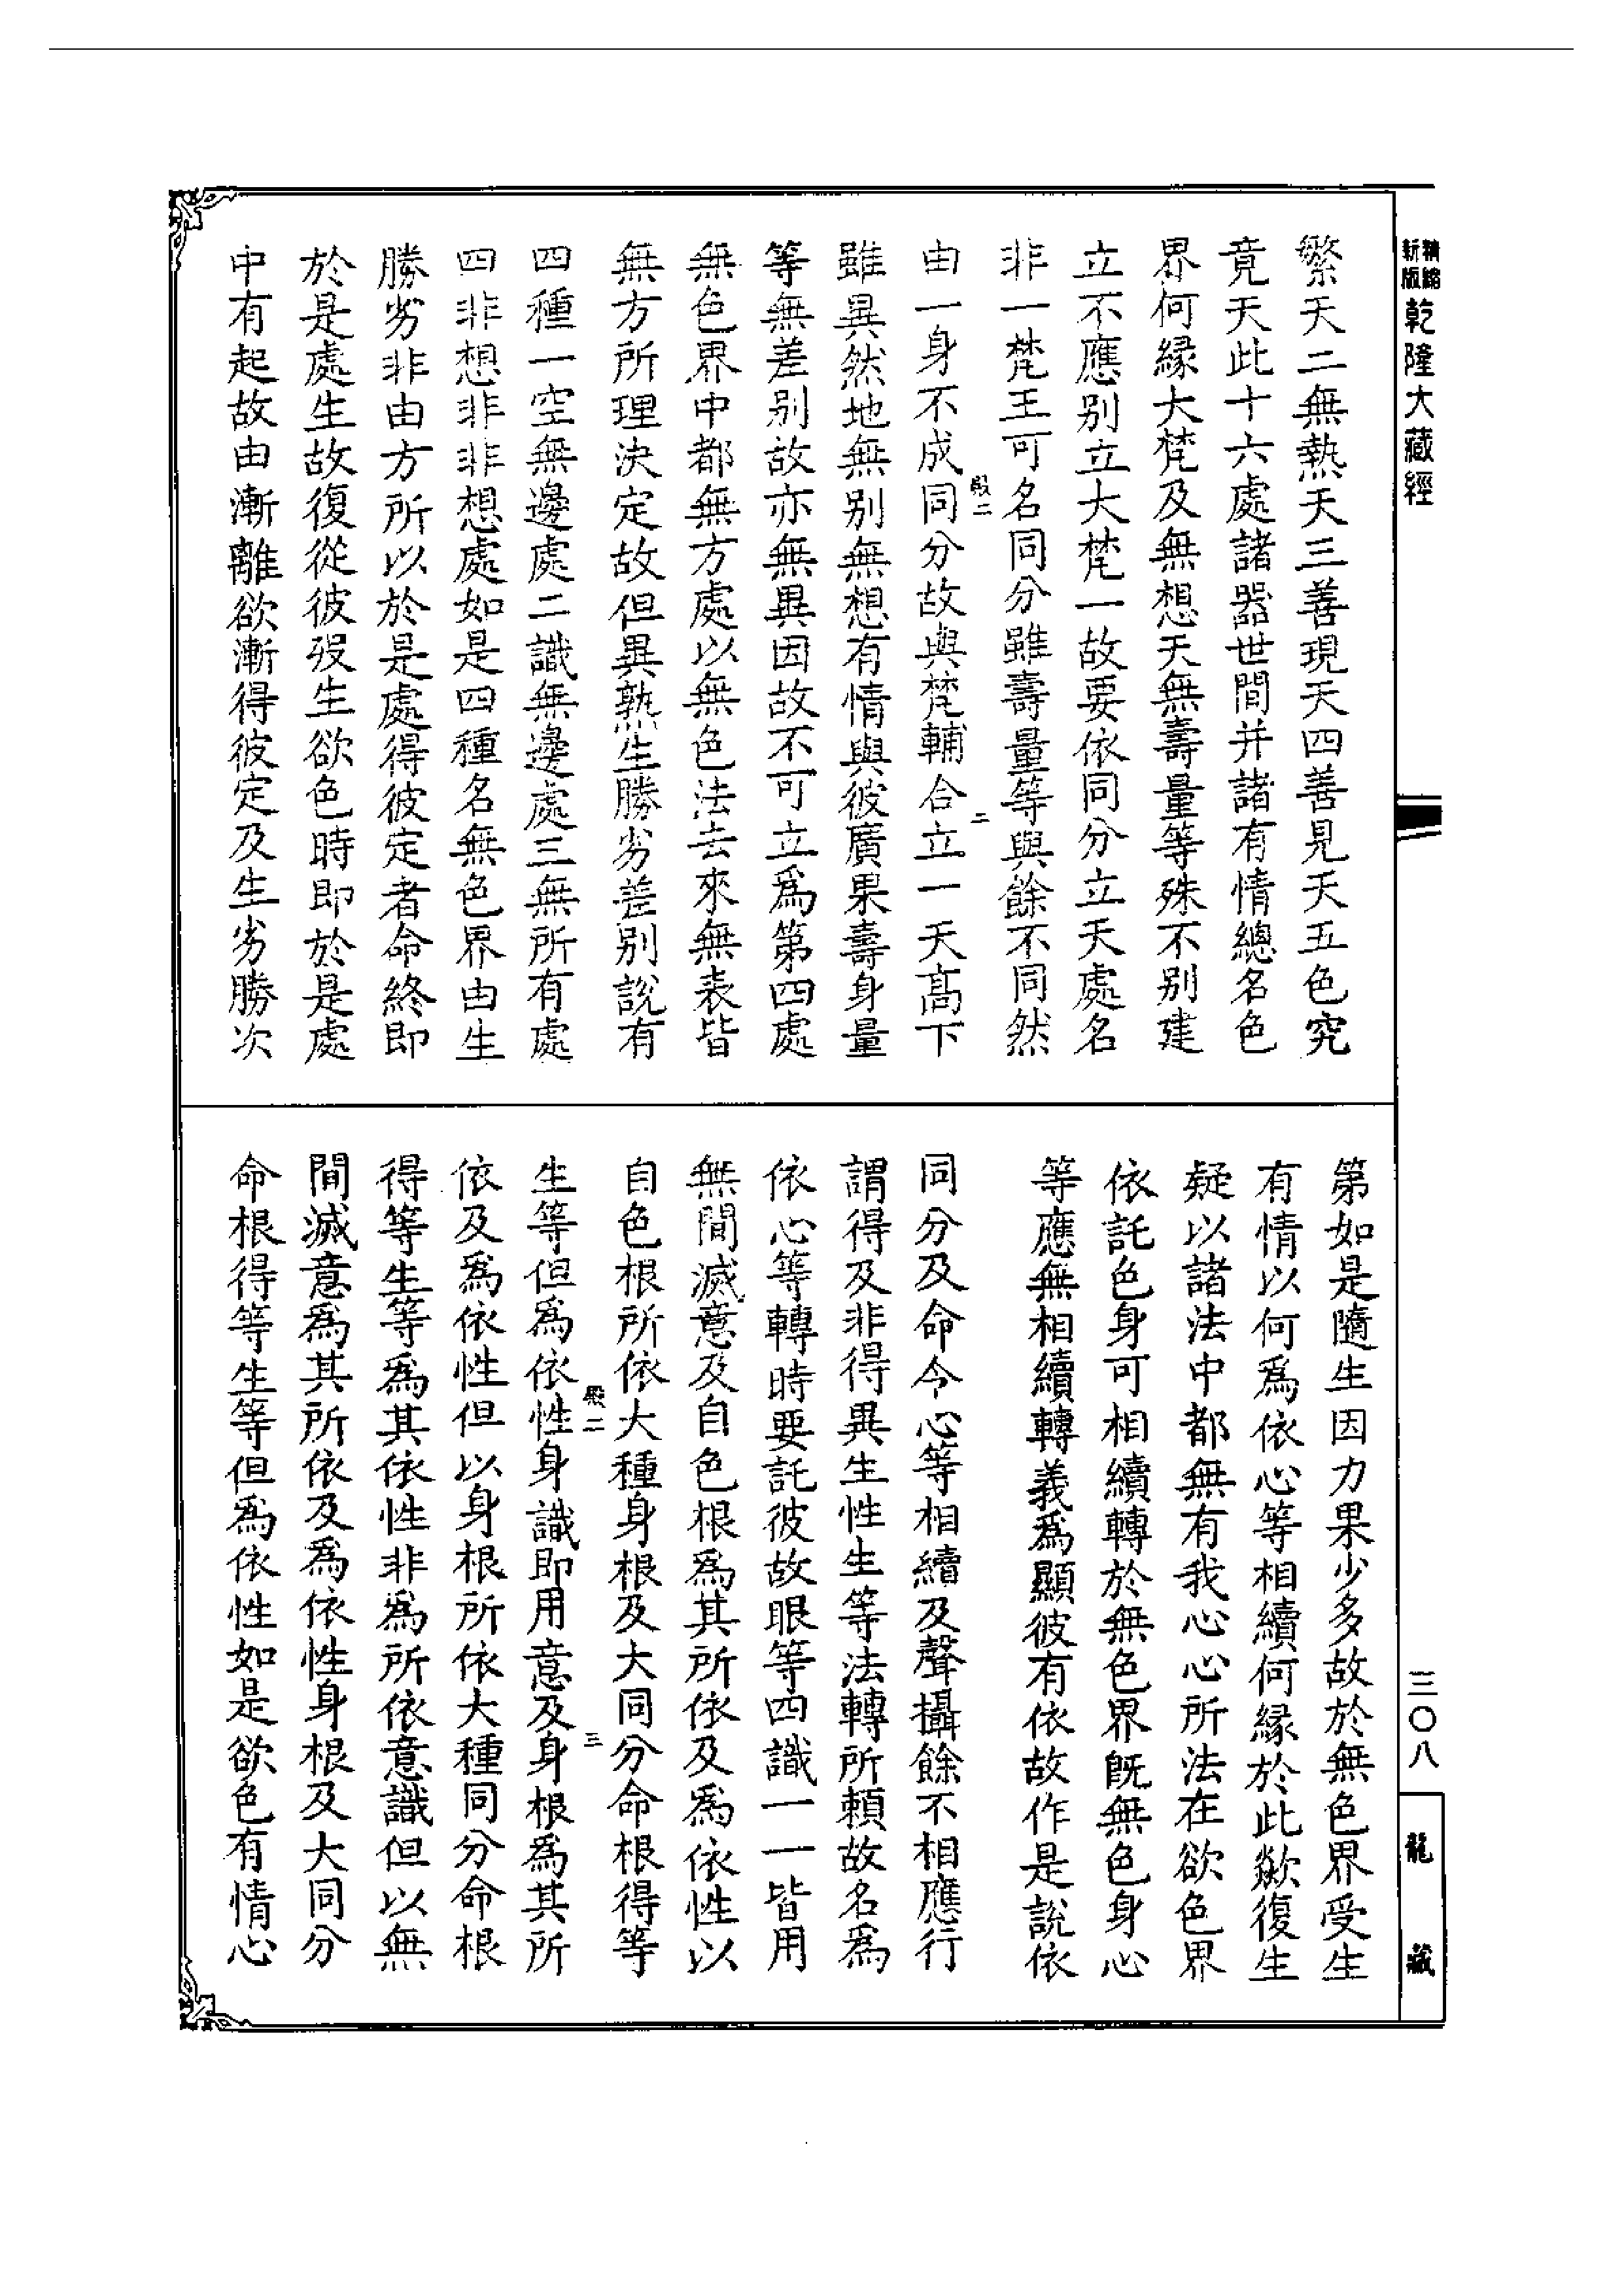 精縮新版乾隆大藏經
繁天二無熱天三善現天四善見天五色究
竟天此十六處諸器世間并諸有情總名色
界何緣大梵及無想天無壽量等殊不別建
立不應別立大梵一故要依同分立天處名
非一梵王可名同分雖壽量等與餘不同然
殿二
二
由一身不成同分故與梵輔合立一天高下
雖異然地無別無想有情與彼廣果壽身量
等無差別故亦無異因故不可立爲第四處
無色界中都無方處以無色法去來無表皆
無方所理決定故但異熟生勝劣差別說有
四種一空無邊處二識無邊處三無所有處
四非想非非想處如是四種名無色界由生
勝劣非由方所以於是處得彼定者命終即
於是處生故復從彼歿生欲色時即於是處
中有起故由漸離欲漸得彼定及生劣勝次
第如是隨生因力果少多故於無色界受生
有情以何爲依心等相續何緣於此歘復生
疑以諸法中都無有我心心所法在欲色界
依託色身可相續轉於無色界既無色身心
等應無相續轉義爲顯彼有依故作是說依
同分及命今心等相續及聲攝餘不相應行
謂得及非得異生性生等法轉所賴故名爲
依心等轉時要託彼故眼等四識一一皆用
無間滅意及自色根爲其所依及爲依性以
自色根所依大種身根及大同分命根得等
殿二
三
生等但爲依性身識即用意及身根爲其所
依及爲依性但以身根所依大種同分命根
得等生等爲其依性非爲所依意識但以無
間滅意爲其所依及爲依性身根及大同分
命根得等生等但爲依性如是欲色有情心
三〇八
龍藏